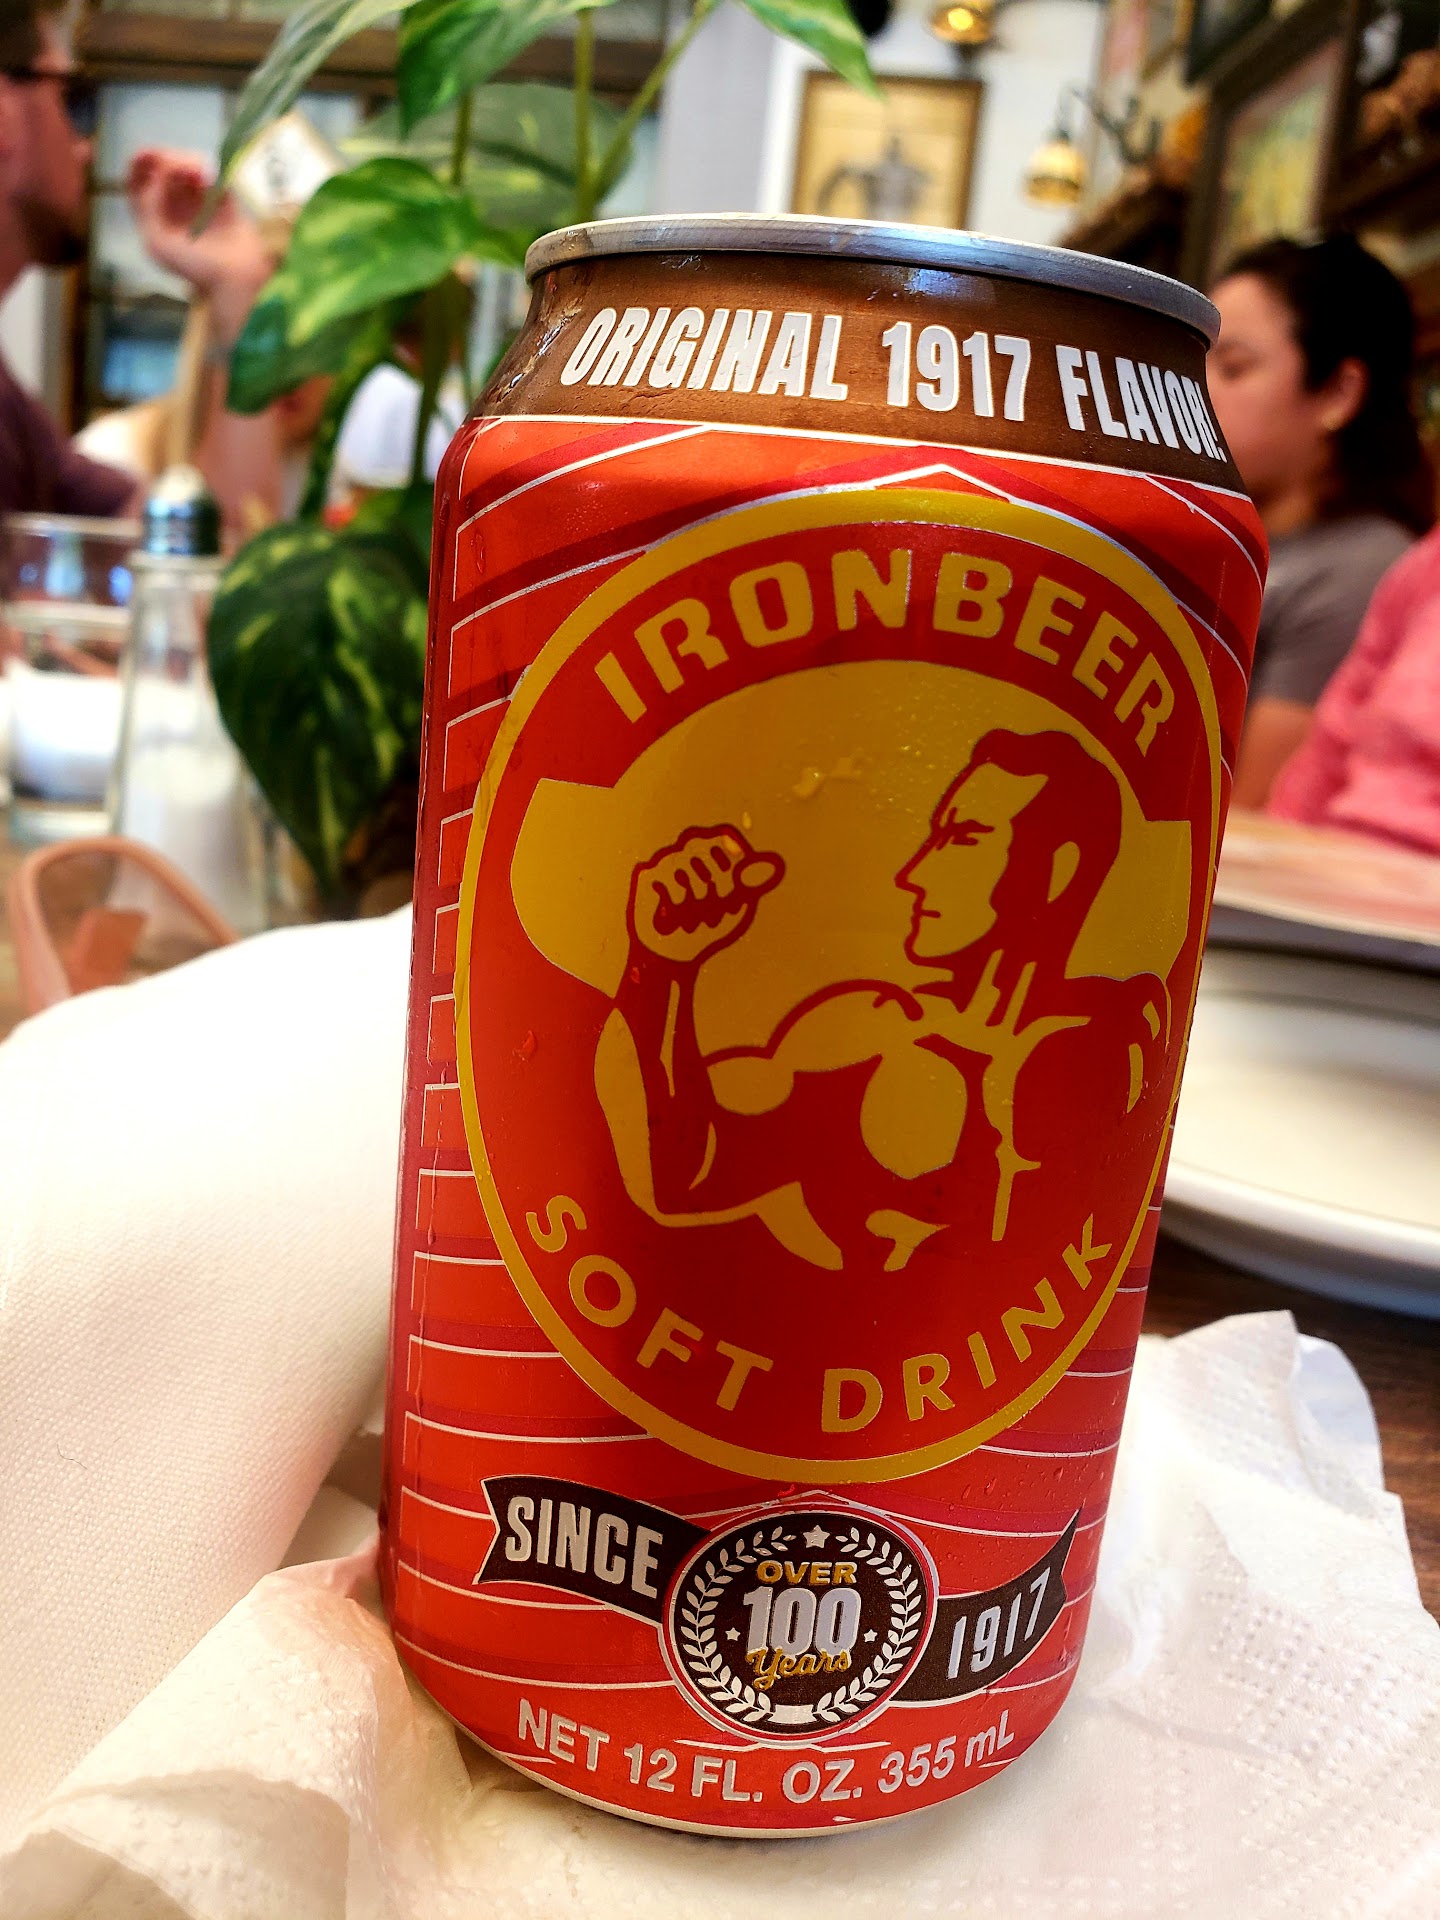 ORIGINAL 1917 FLAVOR!
IRONBEER
SOFT DRINK
SINCE
OVER
100
Years
1917
NET 12 FL. OZ. 355 mL